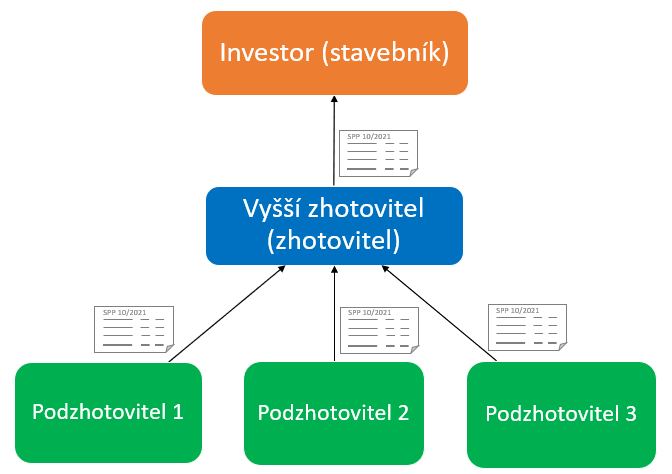 Investor (stavebník)
SPP 10/2021
Vyšší zhotovitel
(zhotovitel)
SPP 10/2021
SPP 10/2021
SPP 10/2021
Podzhotovitel 1
Podzhotovitel 2
Podzhotovitel 3